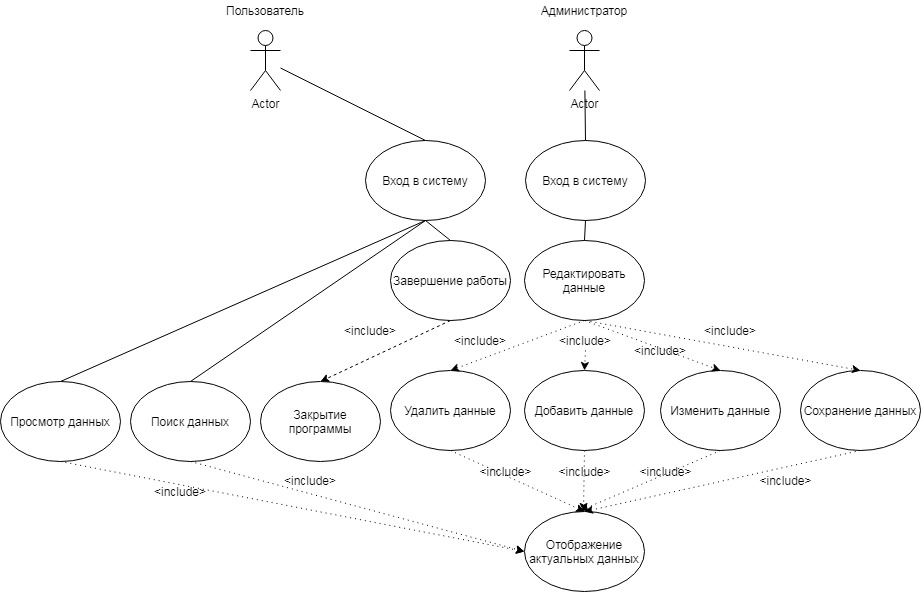 Пользователь
Администратор
Actor
Actor
Вход в систему
Вход в систему
Завершение работы
Редактировать
данные
<include>
<include>
<include>
<include>
<include>
Просмотр данных
Поиск данных
Закрытие
программы
Удалить данные
Добавить данные
Изменить данные
Сохранение данных
<include>
<include>
<include>
<include>
<include>
<include>
Отображение
актуальных данных